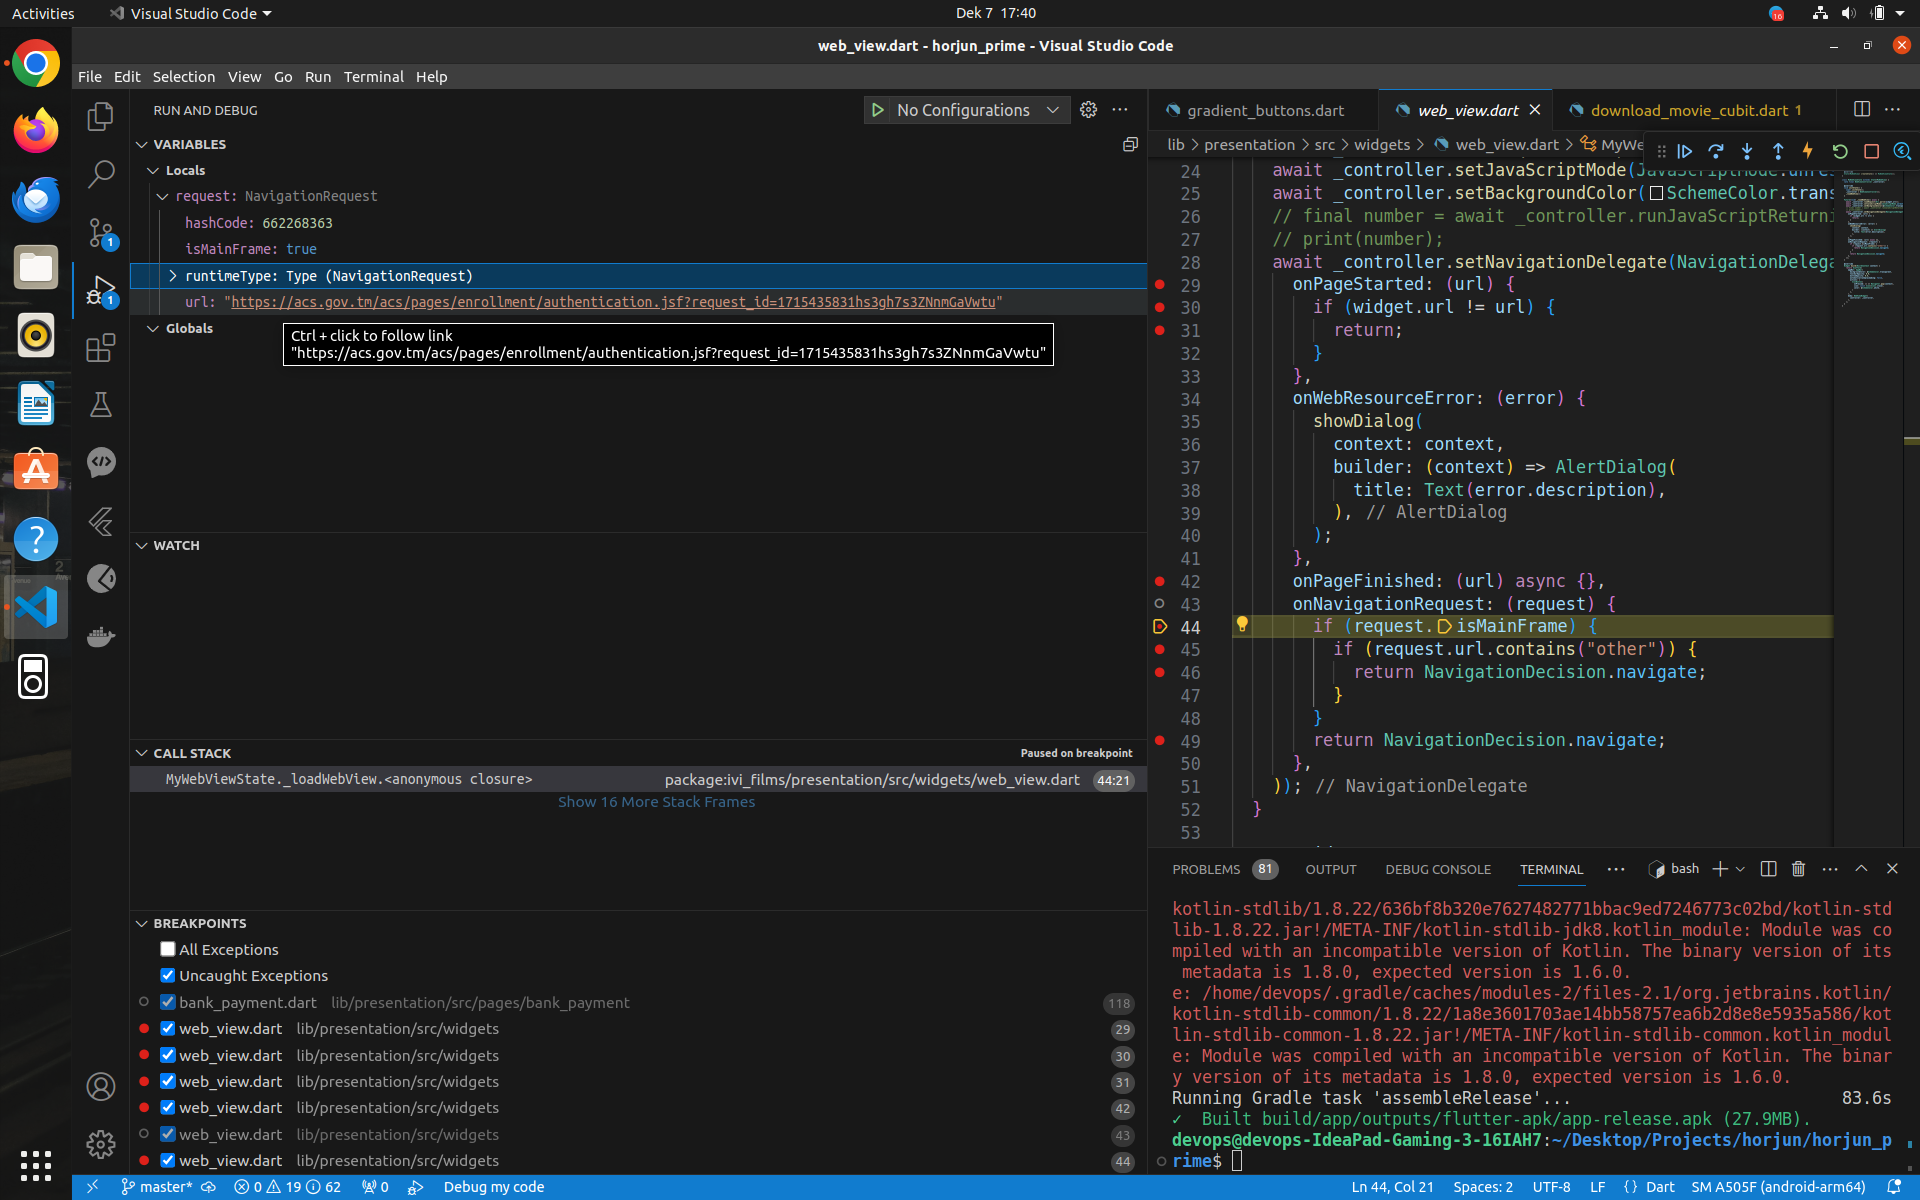 Activities
Visual Studio Code
Dek 7 17:40
web_view.dart - horjun_prime - Visual Studio Code
File Edit Selection View Go Run Terminal Help
RUN AND DEBUG
No Configurations
VARIABLES
Locals
request: NavigationRequest
hashCode: 662268363
isMainFrame: true
runtimeType: Type (NavigationRequest)
url: "https://acs.gov.tm/acs/pages/enrollment/authentication.jsf?request_id=1715435831hs3gh7s3ZNnmGaVwtu"
Globals
Ctrl + click to follow link
"https://acs.gov.tm/acs/pages/enrollment/authentication.jsf?request_id=1715435831hs3gh7s3ZNnmGaVwtu"
WATCH
CALL STACK
Paused on breakpoint
MyWebViewState._loadWebView.<anonymous closure>
package:ivi_films/presentation/src/widgets/web_view.dart 44:21
Show 16 More Stack Frames
BREAKPOINTS
All Exceptions
Uncaught Exceptions
bank_payment.dart lib/presentation/src/pages/bank_payment 118
web_view.dart lib/presentation/src/widgets 29
web_view.dart lib/presentation/src/widgets 30
web_view.dart lib/presentation/src/widgets 31
web_view.dart lib/presentation/src/widgets 42
web_view.dart lib/presentation/src/widgets 43
web_view.dart lib/presentation/src/widgets 44
gradient_buttons.dart
web_view.dart
download_movie_cubit.dart 1
lib > presentation > src > widgets > web_view.dart > MyWe
24 await _controller.setJavaScriptMode(JavaScriptMode.unres
25 await _controller.setBackgroundColor(SchemeColor.trans
26 // final number = await _controller.runJavaScriptReturni
27 // print(number);
28 await _controller.setNavigationDelegate(NavigationDelega
29 onPageStarted: (url) {
30 if (widget.url != url) {
31 return;
32 }
33 },
34 onWebResourceError: (error) {
35 showDialog(
36 context: context,
37 builder: (context) => AlertDialog(
38 title: Text(error.description),
39 ), // AlertDialog
40 );
41 },
42 onPageFinished: (url) async {},
43 onNavigationRequest: (request) {
44 if (request.isMainFrame) {
45 if (request.url.contains("other")) {
46 return NavigationDecision.navigate;
47 }
48 }
49 return NavigationDecision.navigate;
50 },
51 )); // NavigationDelegate
52 }
53
PROBLEMS 81 OUTPUT DEBUG CONSOLE TERMINAL
bash
kotlin-stdlib/1.8.22/636bf8b320e7627482771bbac9ed7246773c02bd/kotlin-std
lib-1.8.22.jar!/META-INF/kotlin-stdlib-jdk8.kotlin_module: Module was co
mpiled with an incompatible version of Kotlin. The binary version of its
metadata is 1.8.0, expected version is 1.6.0.
e: /home/devops/.gradle/caches/modules-2/files-2.1/org.jetbrains.kotlin/
kotlin-stdlib-common/1.8.22/1a8e3601703ae14bb58757ea6b2d8e8e5935a586/kot
lin-stdlib-common-1.8.22.jar!/META-INF/kotlin-stdlib-common.kotlin_modul
e: Module was compiled with an incompatible version of Kotlin. The binar
y version of its metadata is 1.8.0, expected version is 1.6.0.
Running Gradle task 'assembleRelease'... 83.6s
✓ Built build/app/outputs/flutter-apk/app-release.apk (27.9MB).
devops@devops-IdeaPad-Gaming-3-16IAH7:~/Desktop/Projects/horjun/horjun_p
rime$
master* 0 19 62 0 Debug my code
Ln 44, Col 21 Spaces: 2 UTF-8 LF {} Dart SM A505F (android-arm64)